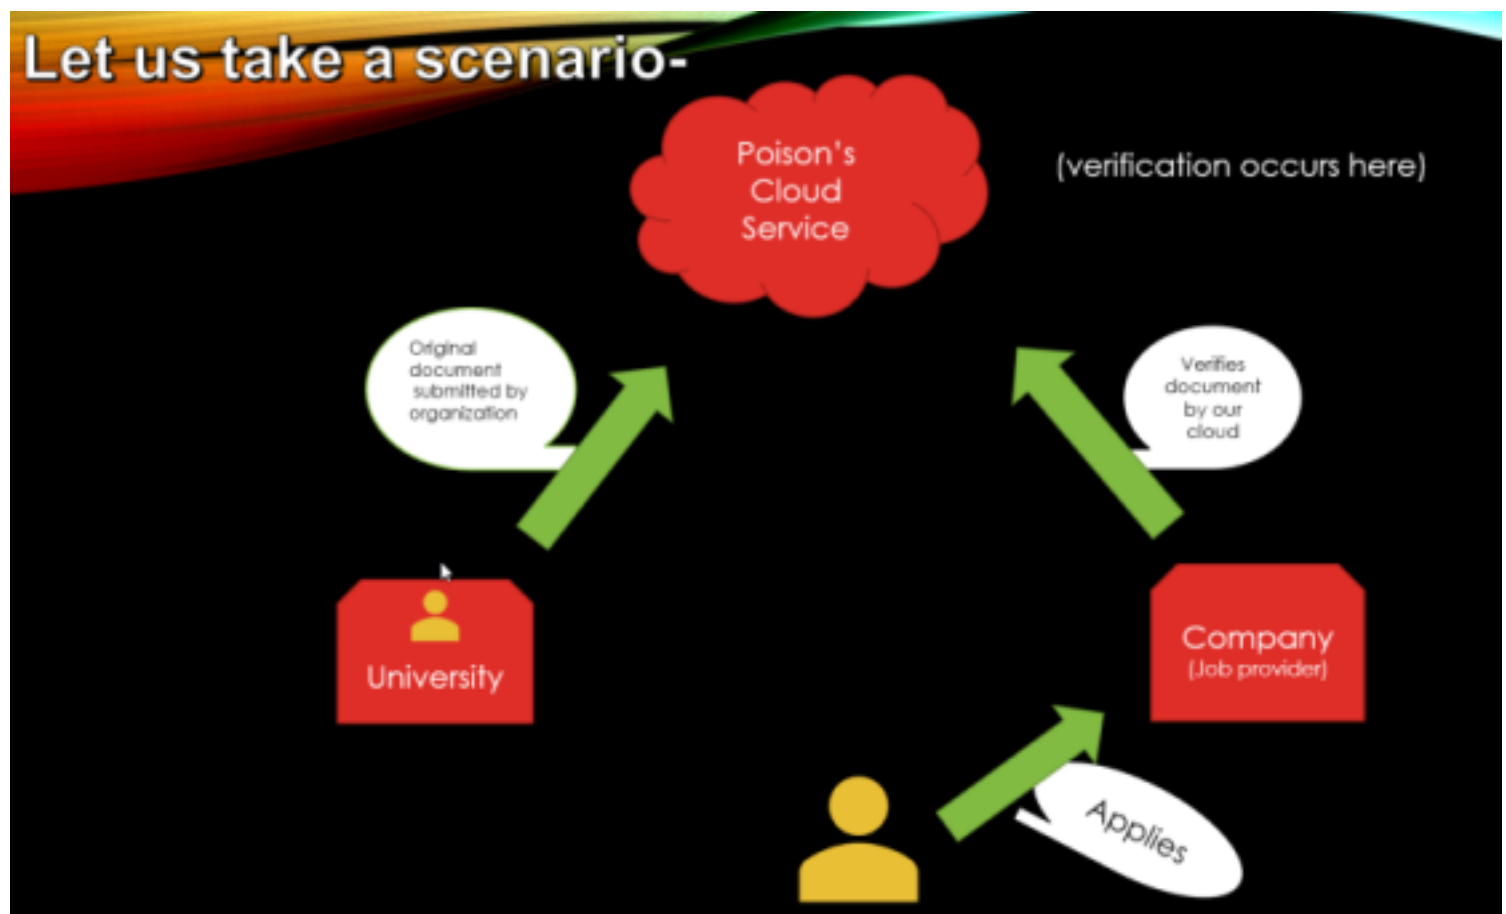 Let us take a scenario-
Poison's
Cloud
Service
(verification occurs here)
Original
document
submitted by
organization
Verifies
document
by our
cloud
University
Company
(Job provider)
Applies